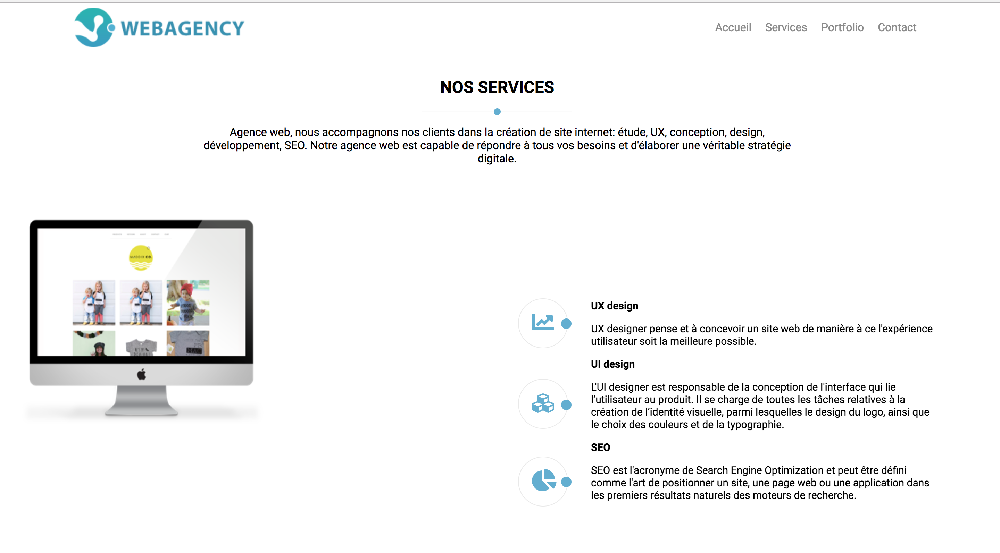 WEBAGENCY
Accueil Services Portfolio Contact
NOS SERVICES
Agence web, nous accompagnons nos clients dans la création de site internet: étude, UX, conception, design,
développement, SEO. Notre agence web est capable de répondre à tous vos besoins et d'élaborer une véritable stratégie
digitale.
MADDIX CO.
UX design
UX designer pense et à concevoir un site web de manière à ce l'expérience
utilisateur soit la meilleure possible.
UI design
L'UI designer est responsable de la conception de l'interface qui lie
l’utilisateur au produit. Il se charge de toutes les tâches relatives à la
création de l’identité visuelle, parmi lesquelles le design du logo, ainsi que
le choix des couleurs et de la typographie.
SEO
SEO est l'acronyme de Search Engine Optimization et peut être défini
comme l'art de positionner un site, une page web ou une application dans
les premiers résultats naturels des moteurs de recherche.